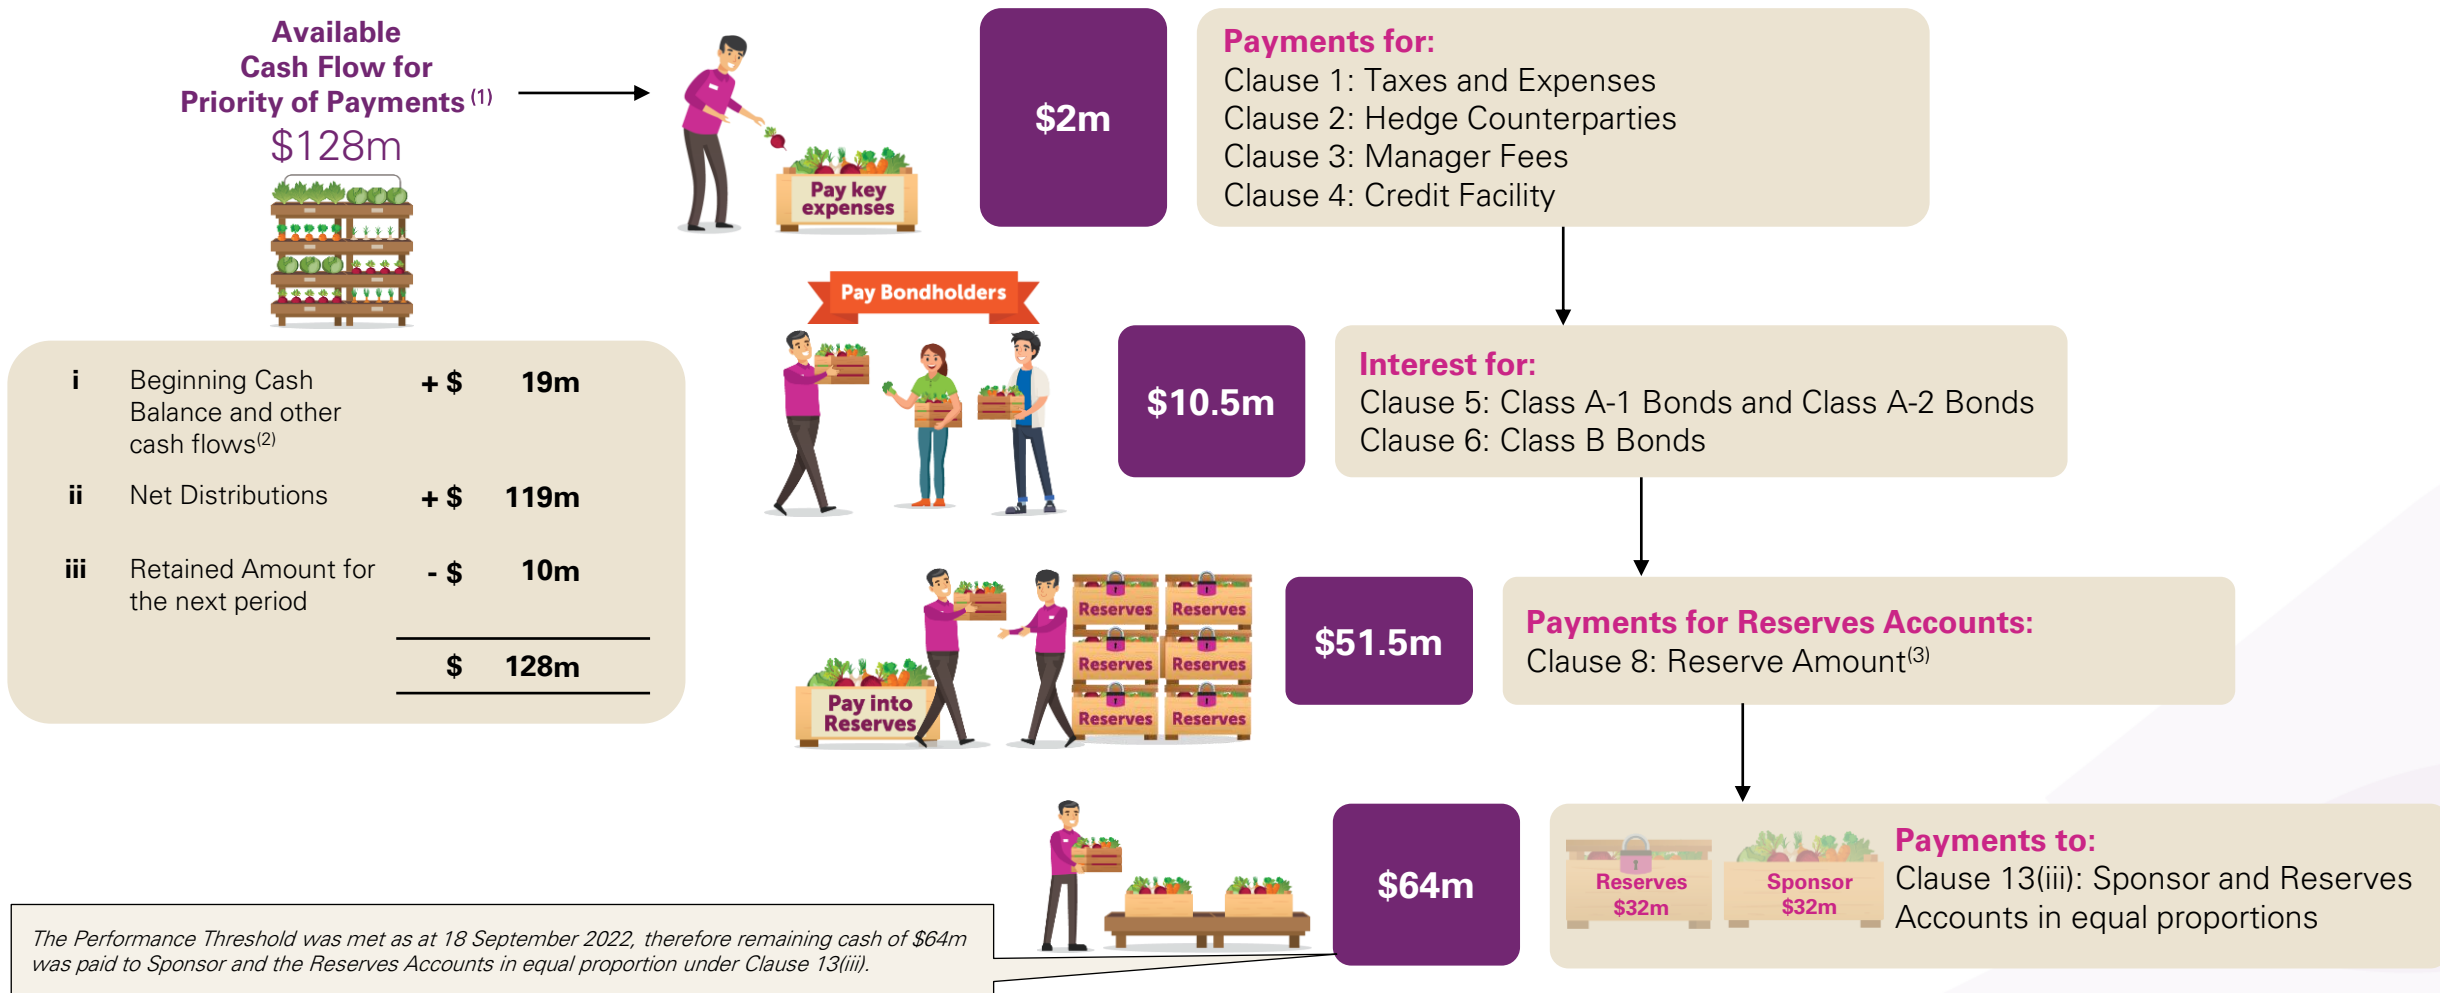 Available
Cash Flow for
Priority of Payments (1)
$128m
i Beginning Cash + $ 19m
Balance and other
cash flows(2)
ii Net Distributions + $ 119m
iii Retained Amount for - $ 10m
the next period
$ 128m
Pay key
expenses
$2m
Payments for:
Clause 1: Taxes and Expenses
Clause 2: Hedge Counterparties
Clause 3: Manager Fees
Clause 4: Credit Facility
Pay Bondholders
$10.5m
Interest for:
Clause 5: Class A-1 Bonds and Class A-2 Bonds
Clause 6: Class B Bonds
Pay into
Reserves
Reserves Reserves
Reserves Reserves
Reserves Reserves
$51.5m
Payments for Reserves Accounts:
Clause 8: Reserve Amount(3)
$64m
Reserves
$32m
Sponsor
$32m
Payments to:
Clause 13(iii): Sponsor and Reserves
Accounts in equal proportions
The Performance Threshold was met as at 18 September 2022, therefore remaining cash of $64m
was paid to Sponsor and the Reserves Accounts in equal proportion under Clause 13(iii).